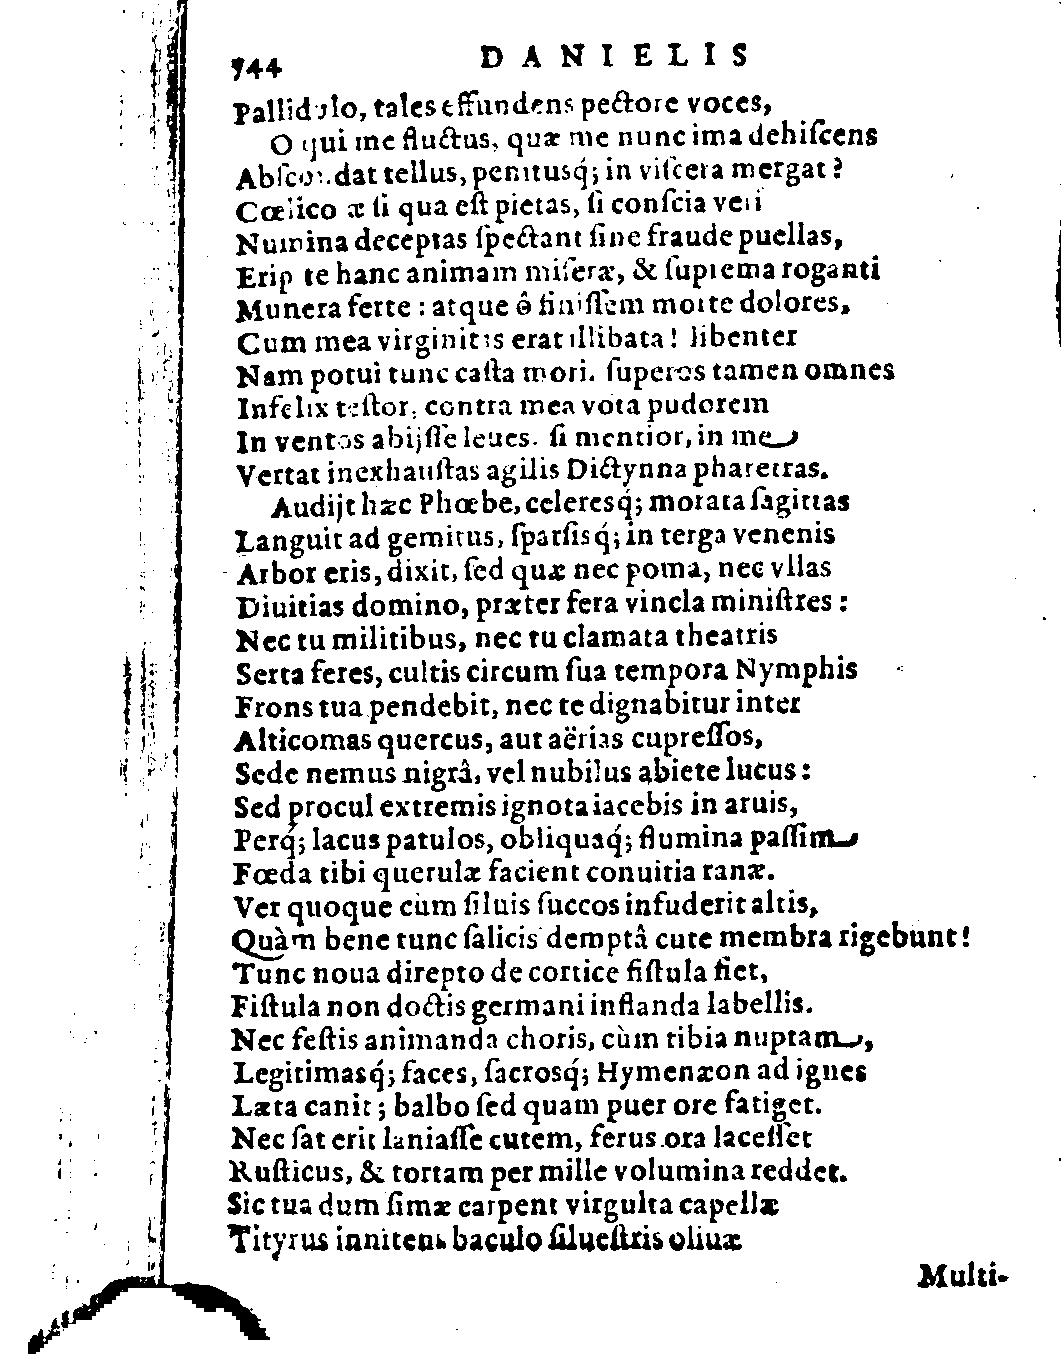 744 DANIELIS
Pallidulo, tales effundens pectore voces,
O qui me fluctus, quæ me nunc ima dehiſcens
Abſcondat tellus, penitusq́; in viſcera mergat?
Cœlicolæ ſi qua eſt pietas, ſi conſcia veri
Numina deceptas ſpectant ſine fraude puellas,
Eripite hanc animam miſeræ, & ſuprema roganti
Munera ferte: atque ô finiſſem morte dolores,
Cum mea virginitas erat illibata! libenter
Nam potui tunc caſta mori. ſuperos tamen omnes
Infelix teſtor, contra mea vota pudorem
In ventos abijſſe leues. ſi mentior, in me
Vertat inexhauſtas agilis Dictynna pharetras.
Audijt hæc Phœbe, celeresq́; morata ſagittas
Languit ad gemitus, ſparſisq́; in terga venenis
Arbor eris, dixit, ſed quæ nec poma, nec vllas
Diuitias domino, præter fera vincla miniſtres:
Nec tu militibus, nec tu clamata theatris
Serta feres, cultis circum ſua tempora Nymphis
Frons tua pendebit, nec te dignabitur inter
Alticomas quercus, aut aërias cupreſſos,
Sede nemus nigrâ, vel nubilus abiete lucus:
Sed procul extremis ignota iacebis in aruis,
Perq́; lacus patulos, obliquaq́; flumina paſſim
Fœda tibi querulæ facient conuitia ranæ.
Ver quoque cùm ſiluis ſuccos infuderit altis,
Quàm bene tunc ſalicis demptâ cute membra rigebunt!
Tunc noua direpto de cortice fiſtula fiet,
Fiſtula non doctis germani inflanda labellis.
Nec feſtis animanda choris, cùm tibia nuptam,
Legitimasq́; faces, ſacrosq́; Hymenæon ad ignes
Læta canit; balbo ſed quam puer ore fatiget.
Nec ſat erit laniaſſe cutem, ferus ora laceſſet
Ruſticus, & tortam per mille volumina reddet.
Sic tua dum ſimæ carpent virgulta capellæ
Tityrus innitens baculo ſilueſtris oliuæ
Multi-